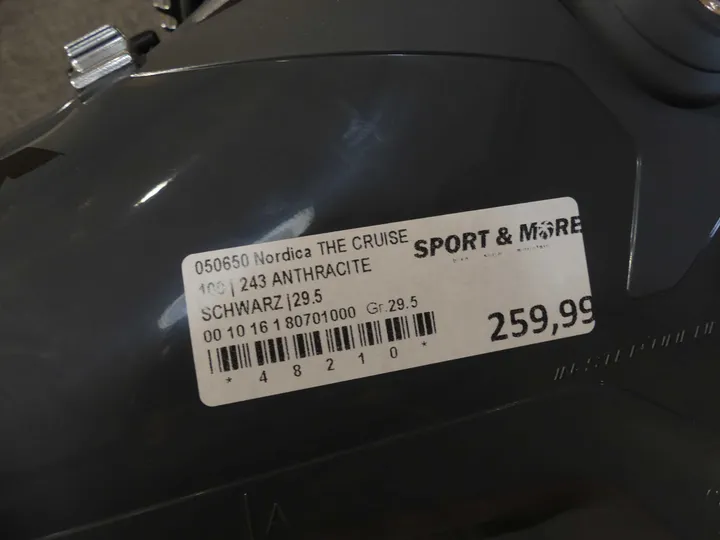 050650 Nordica THE CRUISE
100 | 243 ANTHRACITE
SCHWARZ | 29.5
00 10 16 1 80701000 Gr.29.5
* 4 8 2 1 0 *
SPORT & MORE
259,99
A